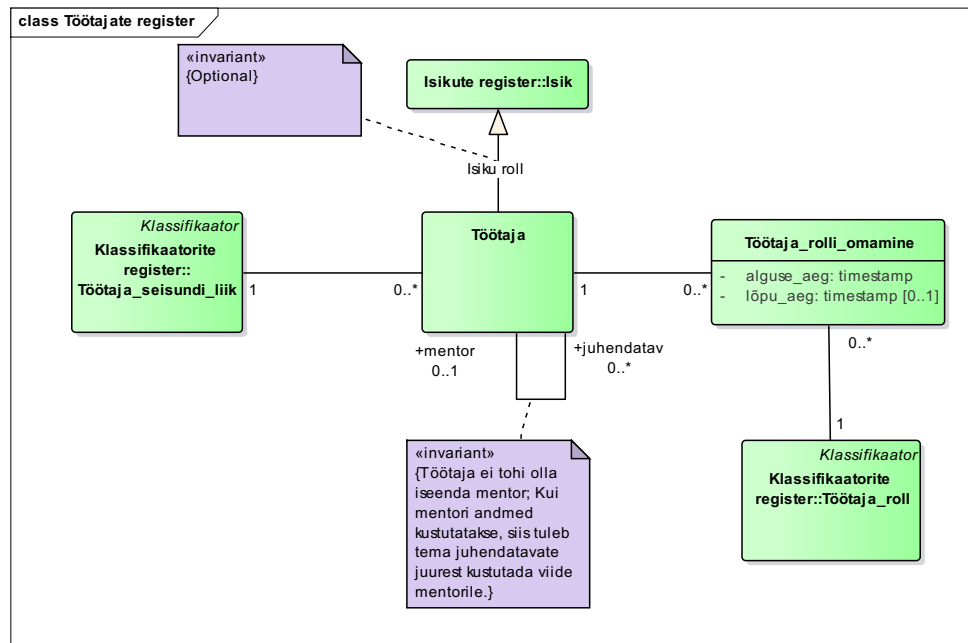 class Töötajate register
«invariant»
{Optional}
Isikute register::Isik
Isiku roll
Klassifikaator
Klassifikaatorite
register::
Töötaja_seisundi_liik
1
0..*
Töötaja
1
0..*
Töötaja_rolli_omamine
- alguse_aeg: timestamp
- lõpu_aeg: timestamp [0..1]
+mentor
0..1
+juhendatav
0..*
0..*
1
«invariant»
{Töötaja ei tohi olla
iseenda mentor; Kui
mentori andmed
kustutatakse, siis tuleb
tema juhendatavate
juurest kustutada viide
mentorile.}
Klassifikaator
Klassifikaatorite
register::Töötaja_roll